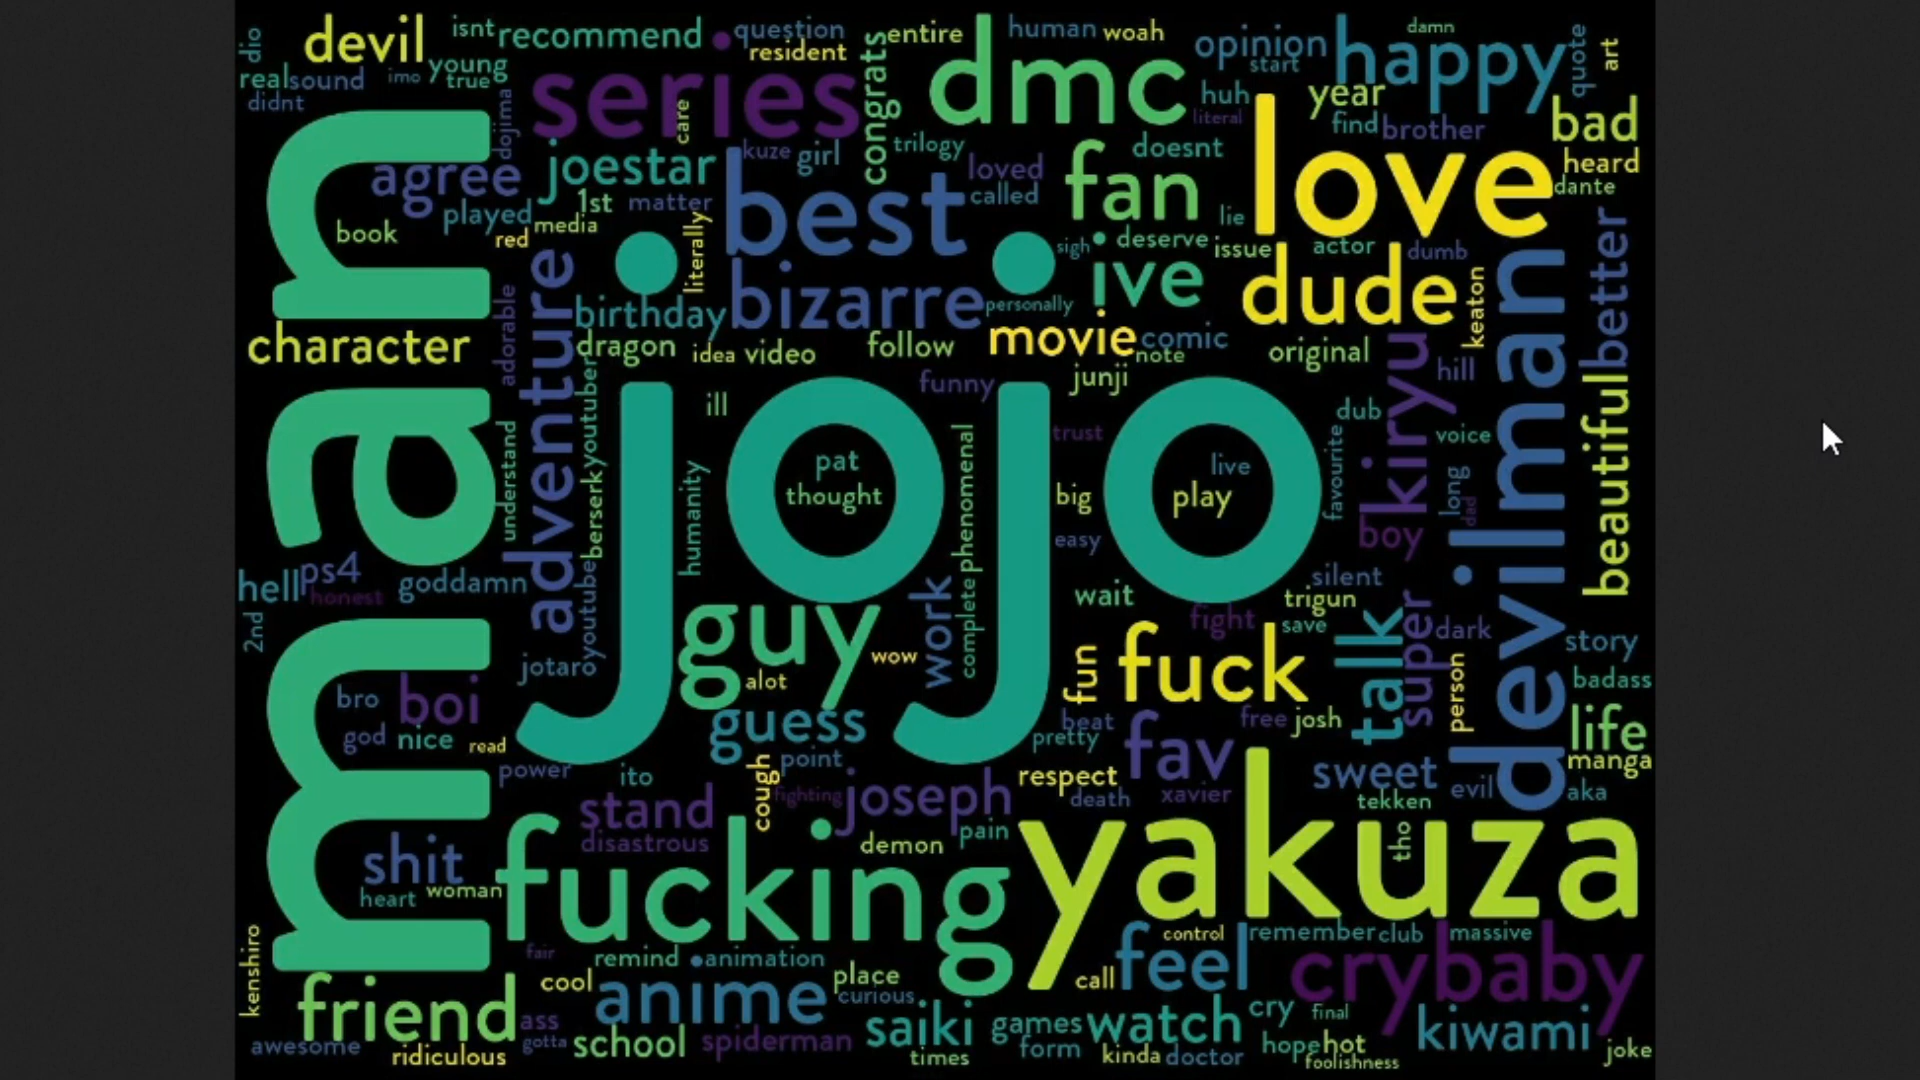 dio
devil
isnt
recommend
question
resident
congrats
entire
human
woah
opinion
start
damn
happy
quote
art
real
sound
imo
young
true
didnt
dojima
series
care
dmc
huh
literal
year
find
brother
bad
heard
dante
man
agree
joestar
kuze
girl
trilogy
loved
called
doesnt
fan
love
book
played
1st
matter
media
red
literally
best
lie
sigh
deserve
issue
actor
dumb
better
adventure
adorable
birthday
bizarre
personally
ive
dude
keaton
devilman
character
dragon
idea
video
follow
movie
comic
note
original
kiryu
hill
youtuber
ill
funny
junji
beautiful
jojo
understand
berserk
humanity
pat
thought
phenomenal
trust
big
easy
live
play
favourite
dub
voice
long
dad
boy
hell
ps4
honest
goddamn
2nd
youtube
jotaro
guy
alot
wow
work
complete
wait
fight
silent
trigun
save
talk
super
dark
story
bro
boi
god
nice
read
fun
fuck
person
badass
guess
beat
pretty
free
josh
life
manga
power
ito
cough
point
fighting
stand
disastrous
joseph
respect
death
fav
xavier
sweet
tekken
evil
aka
shit
heart
woman
demon
pain
fucking
yakuza
tho
kenshiro
fair
remind
animation
place
curious
control
remember
club
massive
feel
call
crybaby
friend
cool
anime
ass
gotta
school
spiderman
saiki
times
games
form
watch
kinda
doctor
cry
final
hope
hot
foolishness
kiwami
joke
awesome
ridiculous